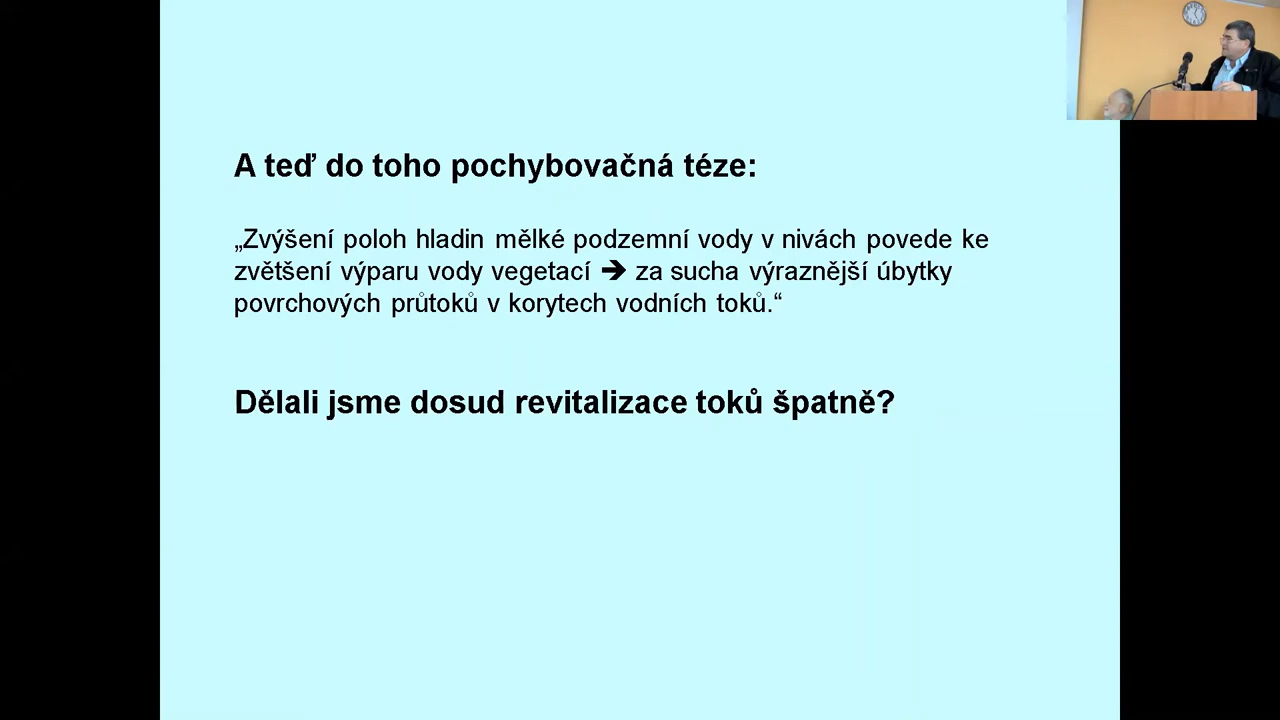 A teď do toho pochybovačná téze:
„Zvýšení poloh hladin mělké podzemní vody v nivách povede ke
zvětšení výparu vody vegetací ➔ za sucha výraznější úbytky
povrchových průtoků v korytech vodních toků.“
Dělali jsme dosud revitalizace toků špatně?